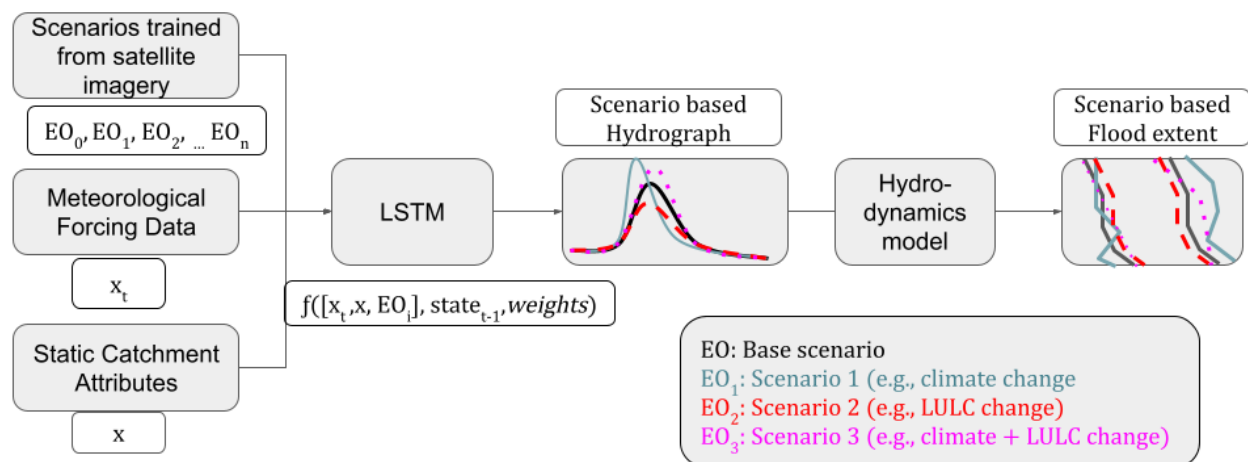 Scenarios trained
from satellite
imagery
EO₀, EO₁, EO₂, ... EOₙ
Meteorological
Forcing Data
xₜ
Static Catchment
Attributes
x
LSTM
f([xₜ,x, EOᵢ], stateₜ₋₁,weights)
Scenario based
Hydrograph
Hydro-
dynamics
model
Scenario based
Flood extent
EO: Base scenario
EO₁: Scenario 1 (e.g., climate change
EO₂: Scenario 2 (e.g., LULC change)
EO₃: Scenario 3 (e.g., climate + LULC change)